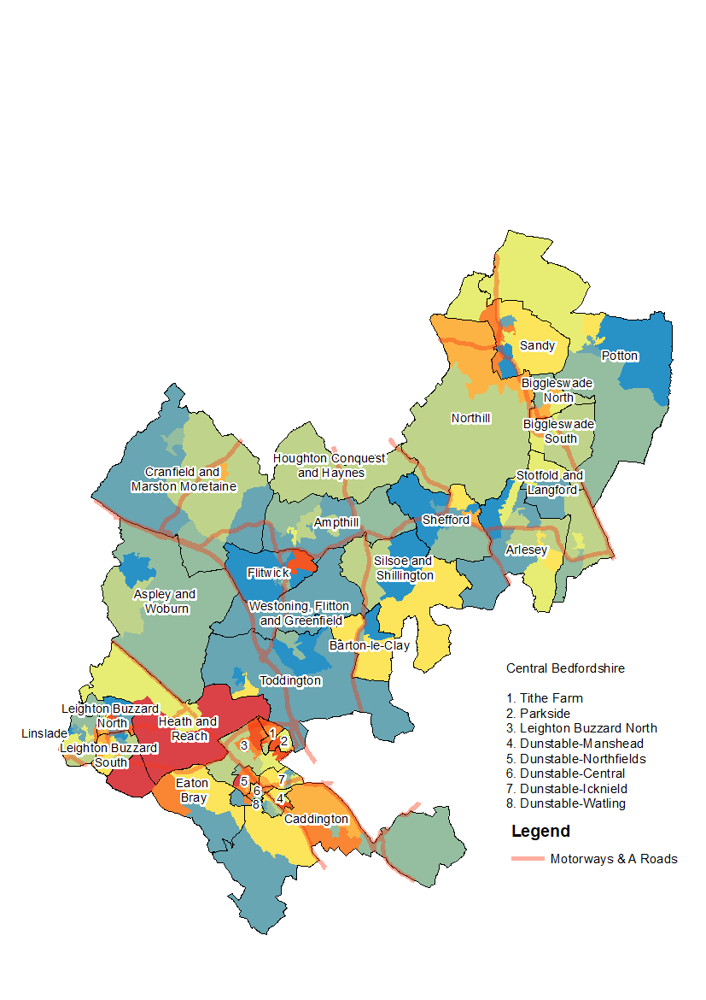 Sandy
Potton
Biggleswade
North
Northill
Biggleswade
South
Houghton Conquest
and Haynes
Cranfield and
Marston Moretaine
Stotfold and
Langford
Ampthill
Shefford
Arlesey
Flitwick
Silsoe and
Shillington
Aspley and
Woburn
Westoning, Flitton
and Greenfield
Barton-le-Clay
Toddington
Leighton Buzzard
North
Heath and
Reach
Linslade
Leighton Buzzard
South
1
2
3
Eaton
Bray
5
7
6
4
8
Caddington
Central Bedfordshire
1. Tithe Farm
2. Parkside
3. Leighton Buzzard North
4. Dunstable-Manshead
5. Dunstable-Northfields
6. Dunstable-Central
7. Dunstable-Icknield
8. Dunstable-Watling
Legend
Motorways & A Roads